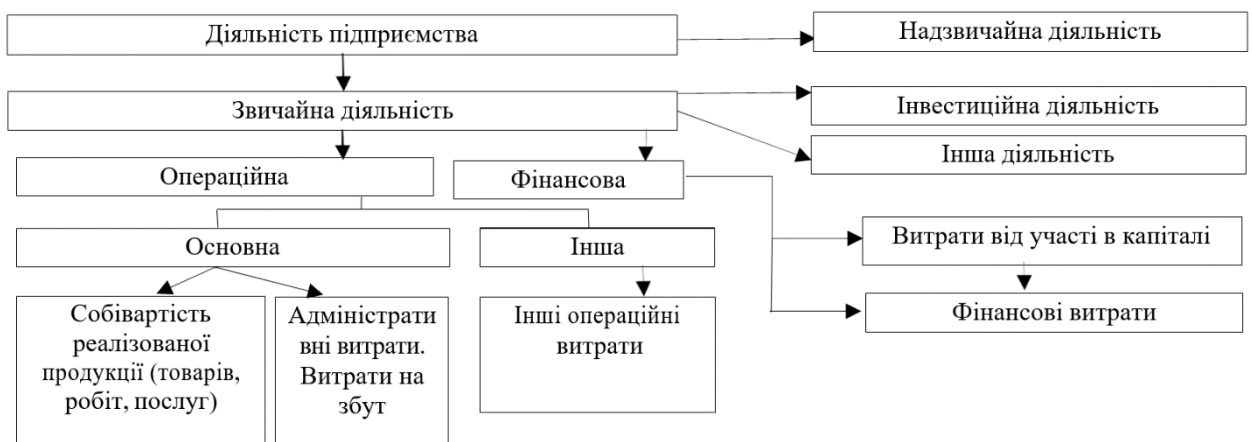 Діяльність підприємства
Надзвичайна діяльність
Звичайна діяльність
Інвестиційна діяльність
Інша діяльність
Операційна
Фінансова
Основна
Інша
Витрати від участі в капіталі
Фінансові витрати
Собівартість
реалізованої
продукції (товарів,
робіт, послуг)
Адміністрати
вні витрати.
Витрати на
збут
Інші операційні
витрати